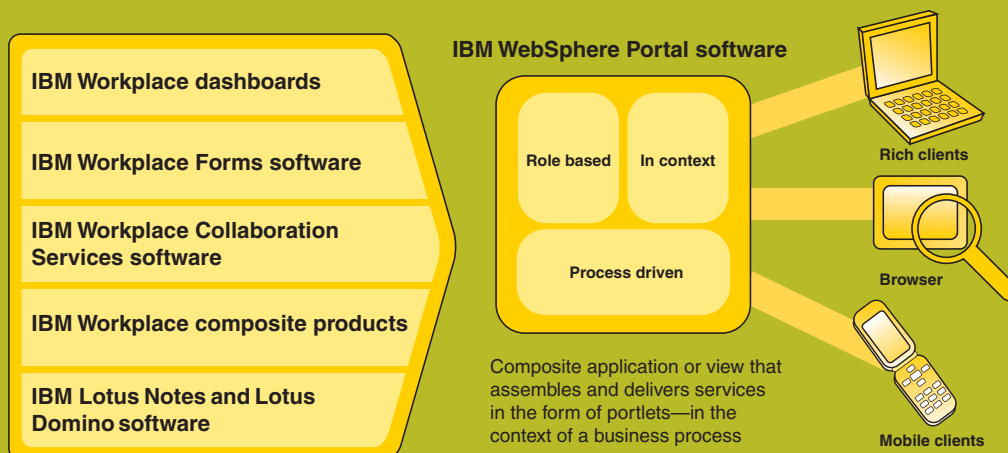 IBM Workplace dashboards
IBM Workplace Forms software
IBM Workplace Collaboration
Services software
IBM Workplace composite products
IBM Lotus Notes and Lotus
Domino software
IBM WebSphere Portal software
Role based
In context
Process driven
Composite application or view that
assembles and delivers services
in the form of portlets—in the
context of a business process
Rich clients
Browser
Mobile clients